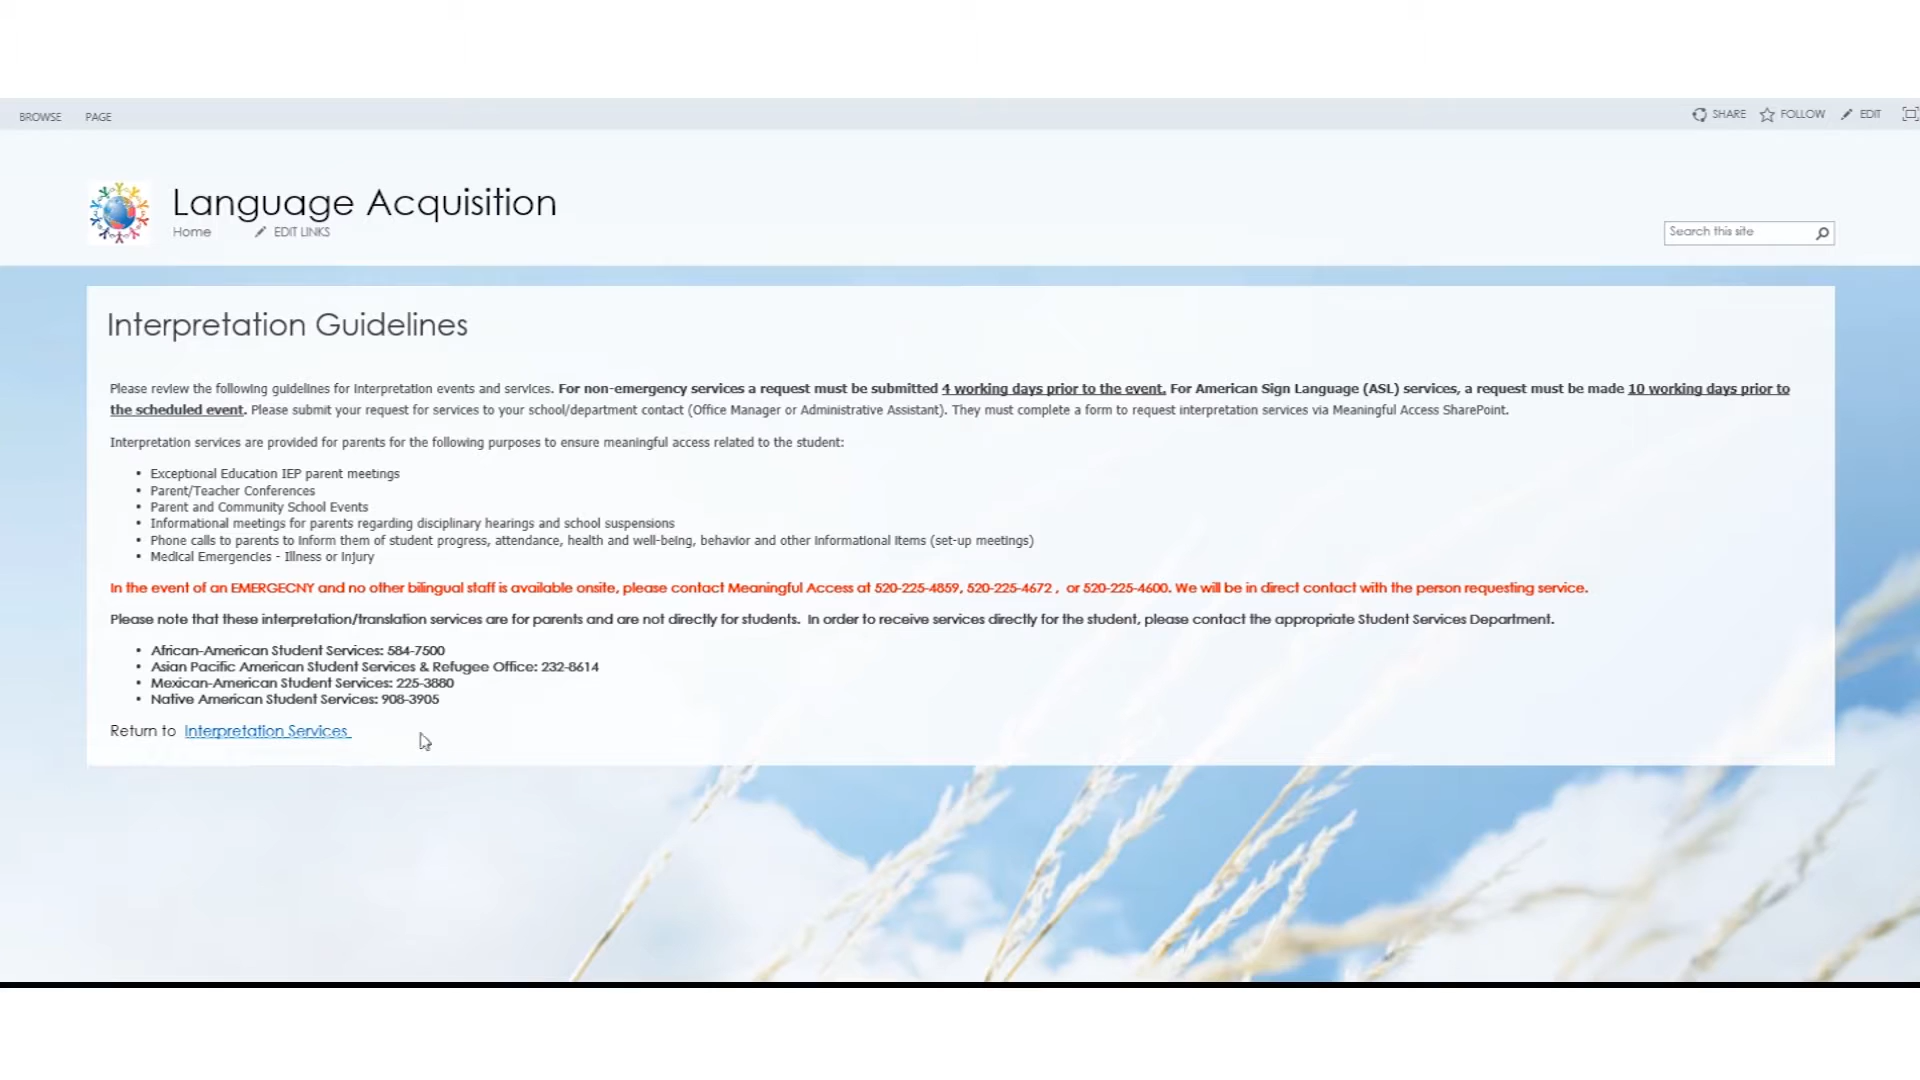 BROWSE PAGE
SHARE FOLLOW EDIT
Language Acquisition
Home EDIT LINKS
Search this site
Interpretation Guidelines
Please review the following guidelines for interpretation events and services. For non-emergency services a request must be submitted 4 working days prior to the event. For American Sign Language (ASL) services, a request must be made 10 working days prior to
the scheduled event. Please submit your request for services to your school/department contact (Office Manager or Administrative Assistant). They must complete a form to request interpretation services via Meaningful Access SharePoint.
Interpretation services are provided for parents for the following purposes to ensure meaningful access related to the student:
• Exceptional Education IEP parent meetings
• Parent/Teacher Conferences
• Parent and Community School Events
• Informational meetings for parents regarding disciplinary hearings and school suspensions
• Phone calls to parents to inform them of student progress, attendance, health and well-being, behavior and other informational items (set-up meetings)
• Medical Emergencies - Illness or Injury
In the event of an EMERGECNY and no other bilingual staff is available onsite, please contact Meaningful Access at 520-225-4859, 520-225-4672 , or 520-225-4600. We will be in direct contact with the person requesting service.
Please note that these interpretation/translation services are for parents and are not directly for students. In order to receive services directly for the student, please contact the appropriate Student Services Department.
• African-American Student Services: 584-7500
• Asian Pacific American Student Services & Refugee Office: 232-8614
• Mexican-American Student Services: 225-3880
• Native American Student Services: 908-3905
Return to Interpretation Services